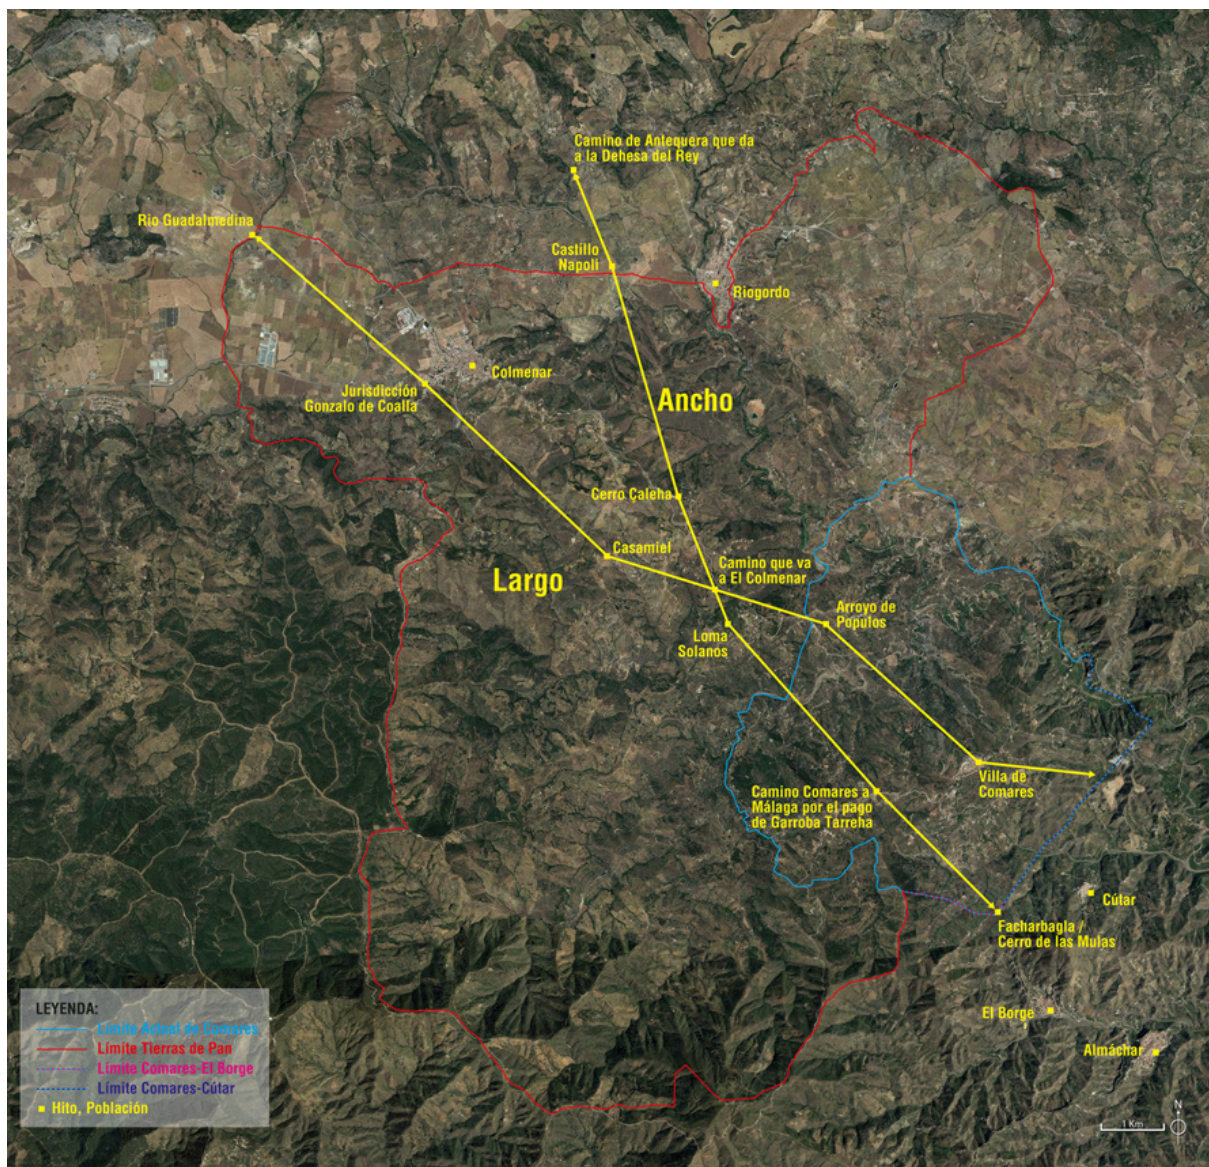 Camino de Antequera que da
a la Dehesa del Rey
Rio Guadalmedina
Castillo
Napoli
Riogordo
Colmenar
Jurisdicción
Gonzalo de Coalla
Ancho
Cerro Çaleha
Casamiel
Largo
Camino que va
a El Colmenar
Arroyo de
Populos
Loma
Solanos
Villa de
Comares
Camino Comares a
Málaga por el pago
de Garroba Tarreha
Cútar
Facharbagla /
Cerro de las Mulas
El Borge
Almáchar
LEYENDA:
Límite Actual de Comares
Límite Tierras de Pan
Límite Comares-El Borge
Límite Comares-Cútar
Hito, Población
N
1 Km